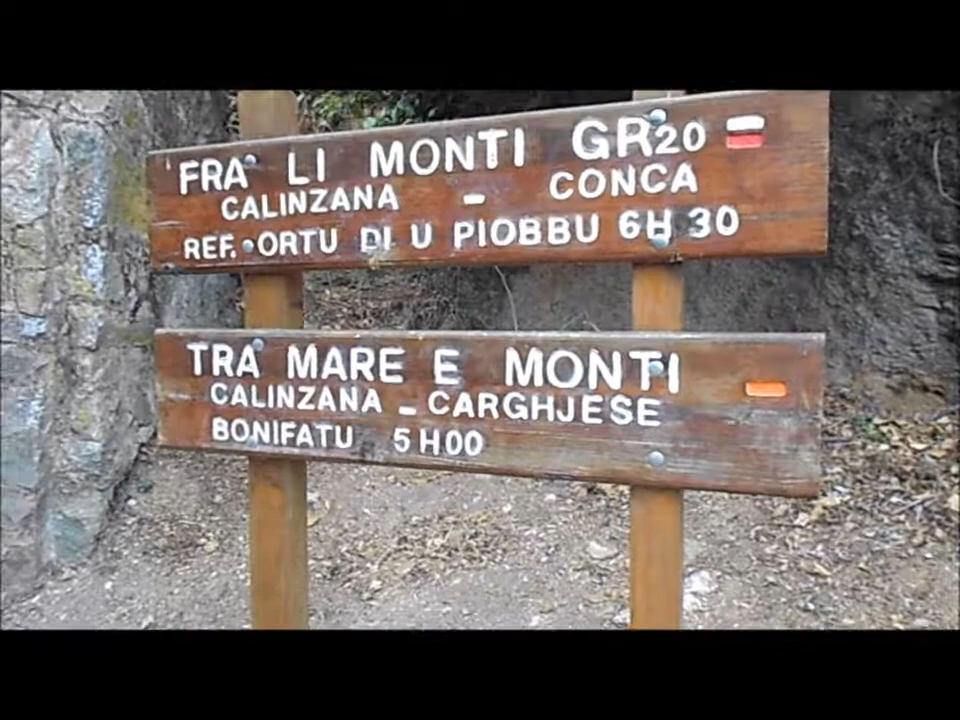 FRA LI MONTI GR20
CALINZANA - CONCA
REF. ORTU DI U PIOBBU 6H30
TRA MARE E MONTI
CALINZANA - CARGHJESE
BONIFATU 5H00